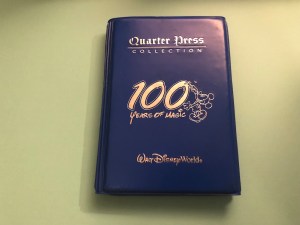 Quarter Press
COLLECTION
100
YEARS OF MAGIC
Walt Disney World